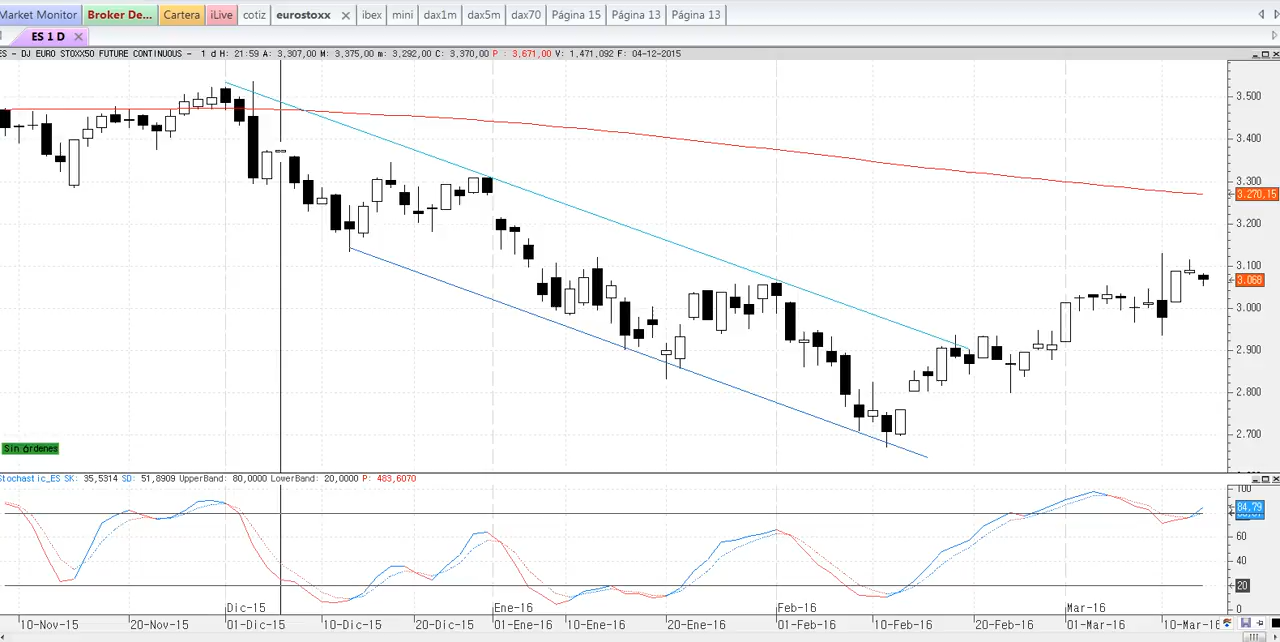 Market Monitor Broker De... Cartera iLive cotiz eurostoxx ibex mini dax1m dax5m dax70 Página 15 Página 13 Página 13
ES 1 D
ES - DJ EURO STOXX50 FUTURE CONTINUOUS - 1 d H: 21:59 A: 3,307,00 M: 3,375,00 m: 3,292,00 C: 3,370,00 P : 3,671,00 V: 1,471,092 F: 04-12-2015
3.500
3.400
3.300
3.270,15
3.200
3.100
3.068
3.000
2.900
2.800
2.700
Sin órdenes
Stochastic_ES SK: 35,5314 SD: 51,8909 UpperBand: 80,0000 LowerBand: 20,0000 P: 463,6070
100
84,79
60
40
20
0
Dic-15 Ene-16 Feb-16 Mar-16
10-Nov-15 20-Nov-15 01-Dic-15 10-Dic-15 20-Dic-15 01-Ene-16 10-Ene-16 20-Ene-16 01-Feb-16 10-Feb-16 20-Feb-16 01-Mar-16 10-Mar-16